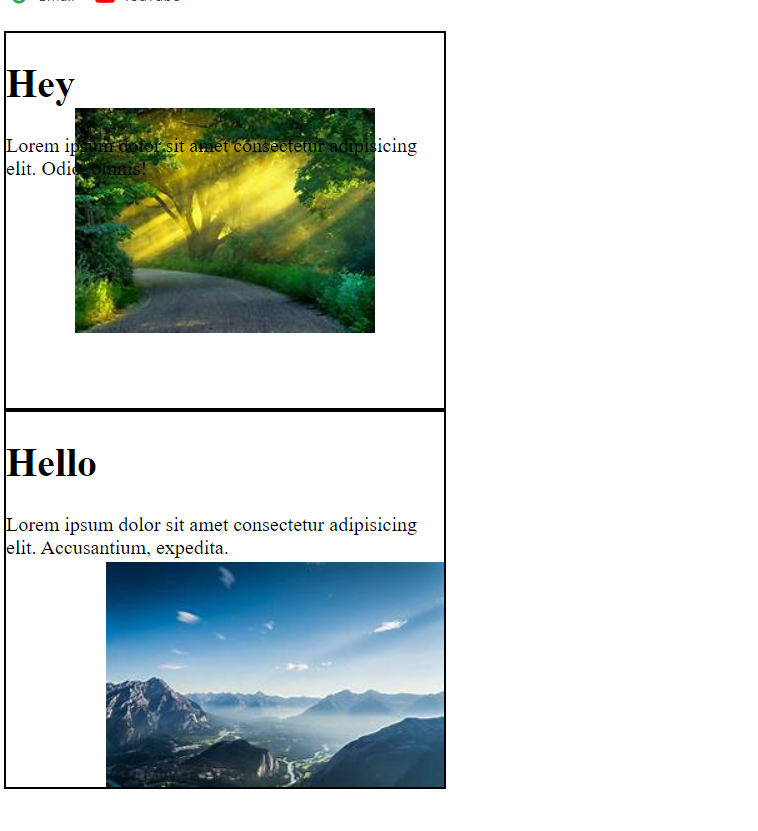 Hey
Lorem ipsum dolor sit amet consectetur adipisicing
elit. Odio, omnis!
Hello
Lorem ipsum dolor sit amet consectetur adipisicing
elit. Accusantium, expedita.